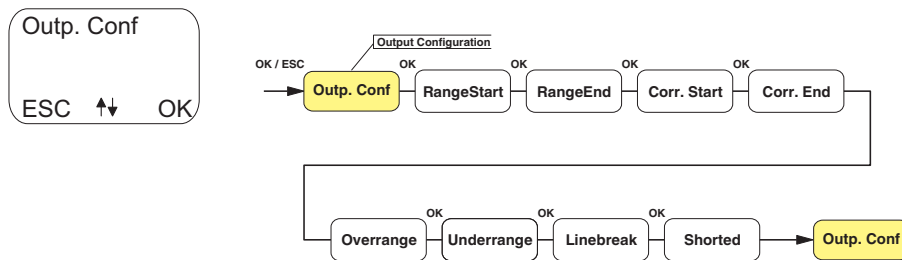 Outp. Conf
ESC OK
Output Configuration
OK / ESC OK OK OK OK
Outp. Conf RangeStart RangeEnd Corr. Start Corr. End
OK OK OK
Overrange Underrange Linebreak Shorted Outp. Conf